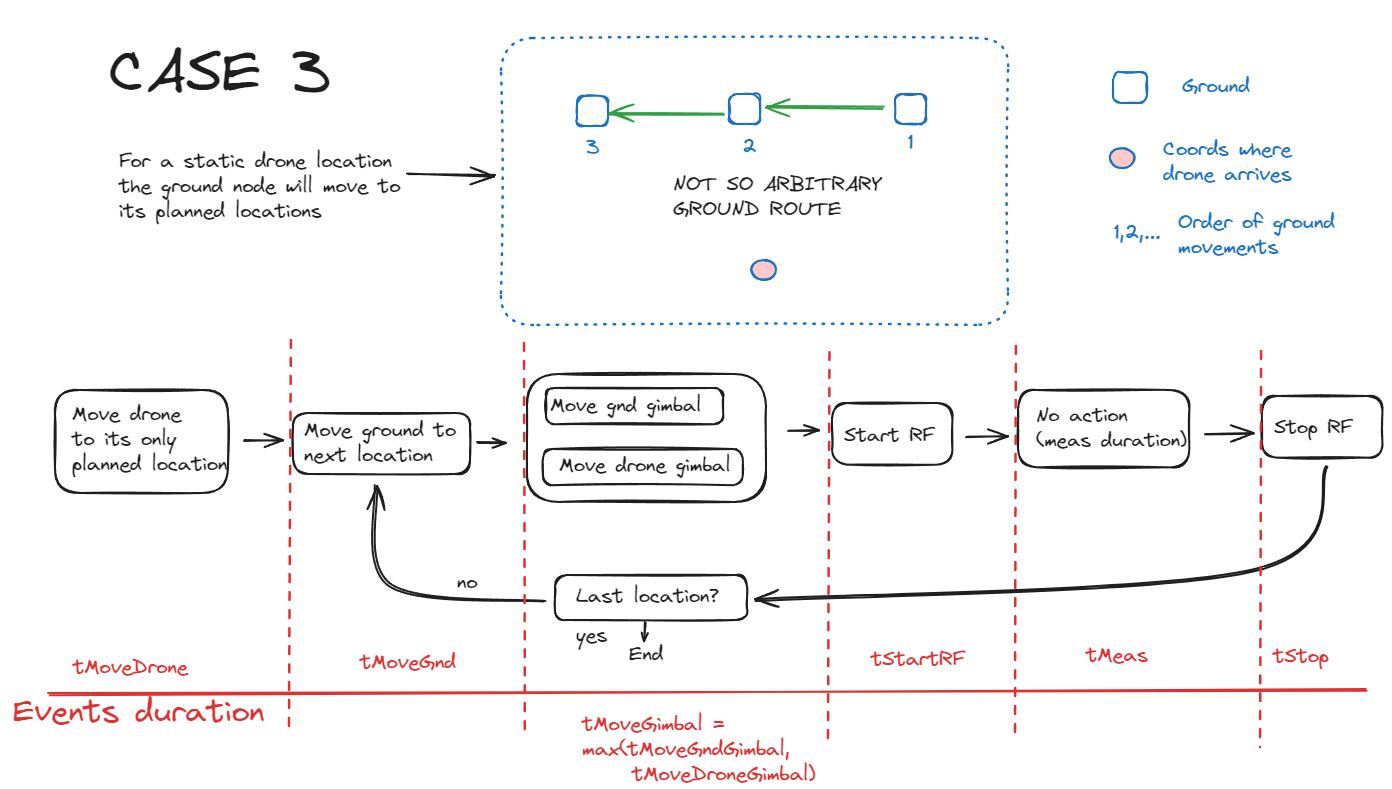 CASE 3
For a static drone location
the ground node will move to
its planned locations
3
2
1
NOT SO ARBITRARY
GROUND ROUTE
Ground
Coords where
drone arrives
1,2,... Order of ground
movements
Move drone
to its only
planned location
Move ground to
next location
Move gnd gimbal
Move drone gimbal
Start RF
No action
(meas duration)
Stop RF
no
Last location?
yes
End
tMoveDrone
tMoveGnd
tStartRF
tMeas
tStop
Events duration
tMoveGimbal =
max(tMoveGndGimbal,
tMoveDroneGimbal)